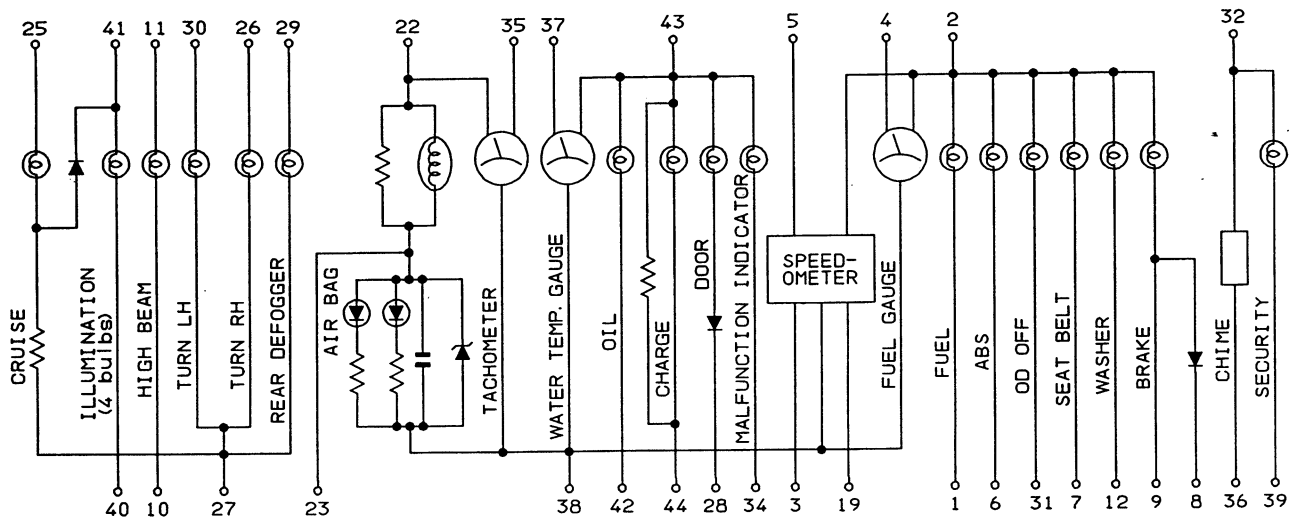 25 41 11 30 26 29 22 35 37 43 5 4 2 32
CRUISE
ILLUMINATION
(4 bulbs)
HIGH BEAM
TURN LH
TURN RH
REAR DEFOGGER
AIR BAG
TACHOMETER
WATER TEMP. GAUGE
OIL
CHARGE
DOOR
MALFUNCTION INDICATOR
SPEED-
OMETER
FUEL GAUGE
FUEL
ABS
OD OFF
SEAT BELT
WASHER
BRAKE
CHIME
SECURITY
40 10 27 23 38 42 44 28 34 3 19 1 6 31 7 12 9 8 36 39